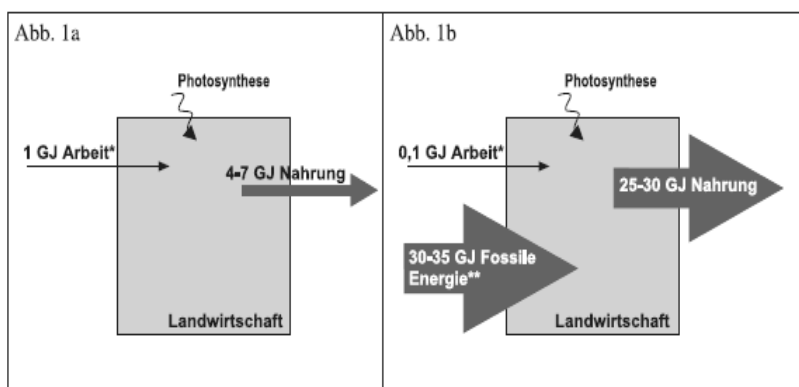 Abb. 1a
Photosynthese
1 GJ Arbeit*
4-7 GJ Nahrung
Landwirtschaft
Abb. 1b
Photosynthese
0,1 GJ Arbeit*
25-30 GJ Nahrung
30-35 GJ Fossile
Energie**
Landwirtschaft